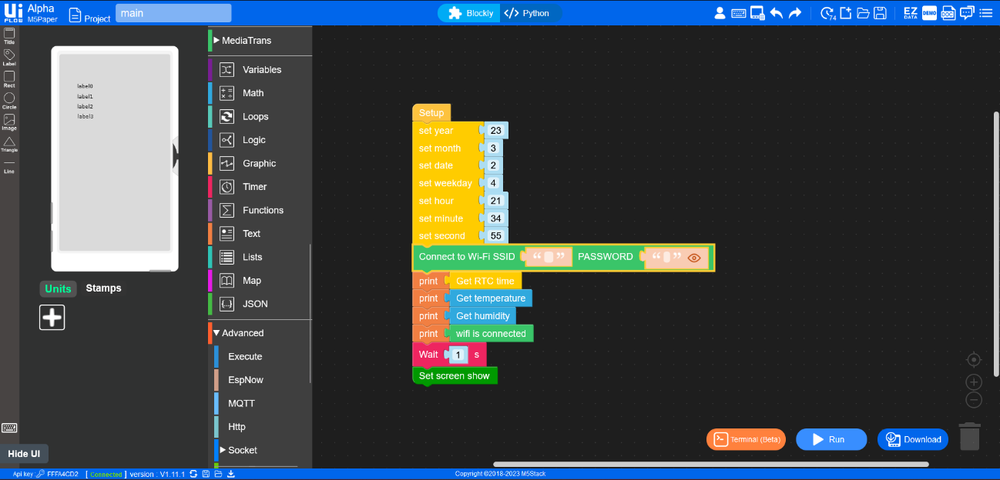 Ui FLOW
Alpha
M5Paper
Project
main
Blockly
</> Python
74
EZ DATA
DEMO
DOC
Title
Label
Rect
Circle
Image
Triangle
Line
label0
label1
label2
label3
Units
Stamps
Hide UI
MediaTrans
Variables
Math
Loops
Logic
Graphic
Timer
Functions
Text
Lists
Map
JSON
Advanced
Execute
EspNow
MQTT
Http
Socket
Setup
set year 23
set month 3
set date 2
set weekday 4
set hour 21
set minute 34
set second 55
Connect to Wi-Fi SSID “ ” PASSWORD “ ”
print Get RTC time
print Get temperature
print Get humidity
print wifi is connected
Wait 1 s
Set screen show
Terminal (Beta)
Run
Download
Api key : FFFA4CD2 [ Connected ] version : V1.11.1
Copyright ©2018-2023 M5Stack